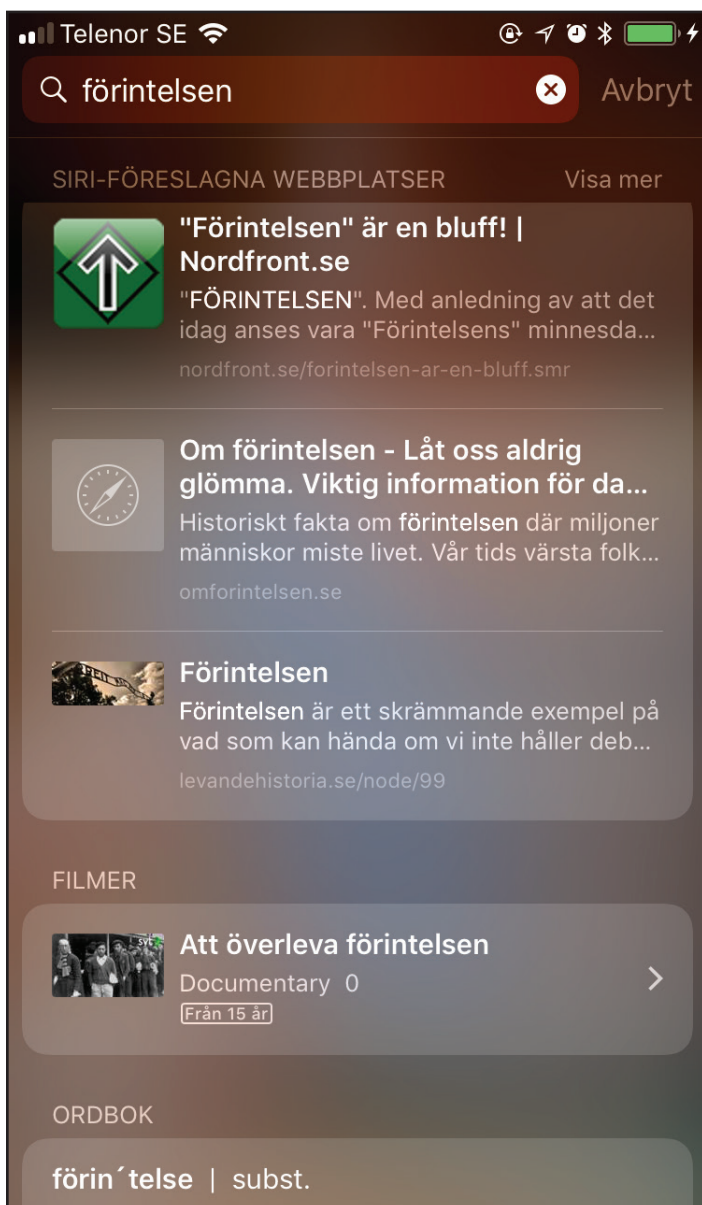 Telenor SE
förintelsen
Avbryt
SIRI-FÖRESLAGNA WEBBPLATSER Visa mer
"Förintelsen" är en bluff! |
Nordfront.se
"FÖRINTELSEN". Med anledning av att det
idag anses vara "Förintelsens" minnesda...
nordfront.se/forintelsen-ar-en-bluff.smr
Om förintelsen - Låt oss aldrig
glömma. Viktig information för da...
Historiskt fakta om förintelsen där miljoner
människor miste livet. Vår tids värsta folk...
omforintelsen.se
Förintelsen
Förintelsen är ett skrämmande exempel på
vad som kan hända om vi inte håller deb...
levandehistoria.se/node/99
FILMER
svt
Att överleva förintelsen
Documentary 0
Från 15 år
ORDBOK
förin´telse | subst.